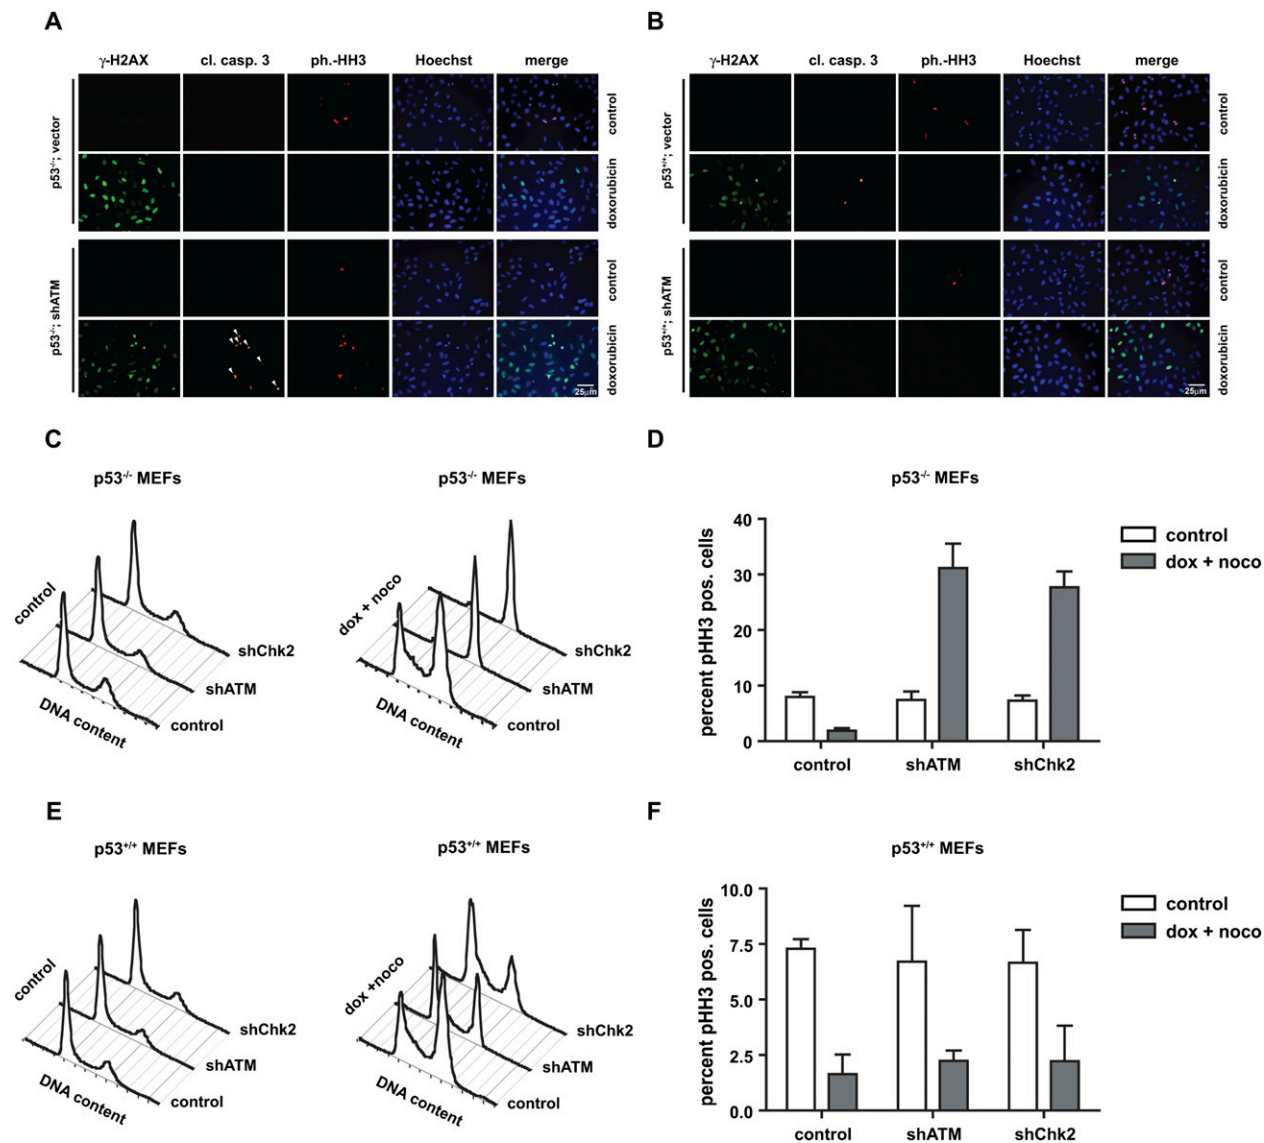 A
γ-H2AX cl. casp. 3 ph.-HH3 Hoechst merge
p53-/-; vector
control
doxorubicin
p53-/-; shATM
control
doxorubicin
25μm
B
γ-H2AX cl. casp. 3 ph.-HH3 Hoechst merge
p53+/+; vector
control
doxorubicin
p53+/+; shATM
control
doxorubicin
25μm
C
p53-/- MEFs
control
shChk2
shATM
control
DNA content
p53-/- MEFs
dox + noco
shChk2
shATM
control
DNA content
D
p53-/- MEFs
percent pHH3 pos. cells
40
30
20
10
0
control shATM shChk2
control
dox + noco
E
p53+/+ MEFs
control
shChk2
shATM
control
DNA content
p53+/+ MEFs
dox +noco
shChk2
shATM
control
DNA content
F
p53+/+ MEFs
percent pHH3 pos. cells
10.0
7.5
5.0
2.5
0.0
control shATM shChk2
control
dox + noco